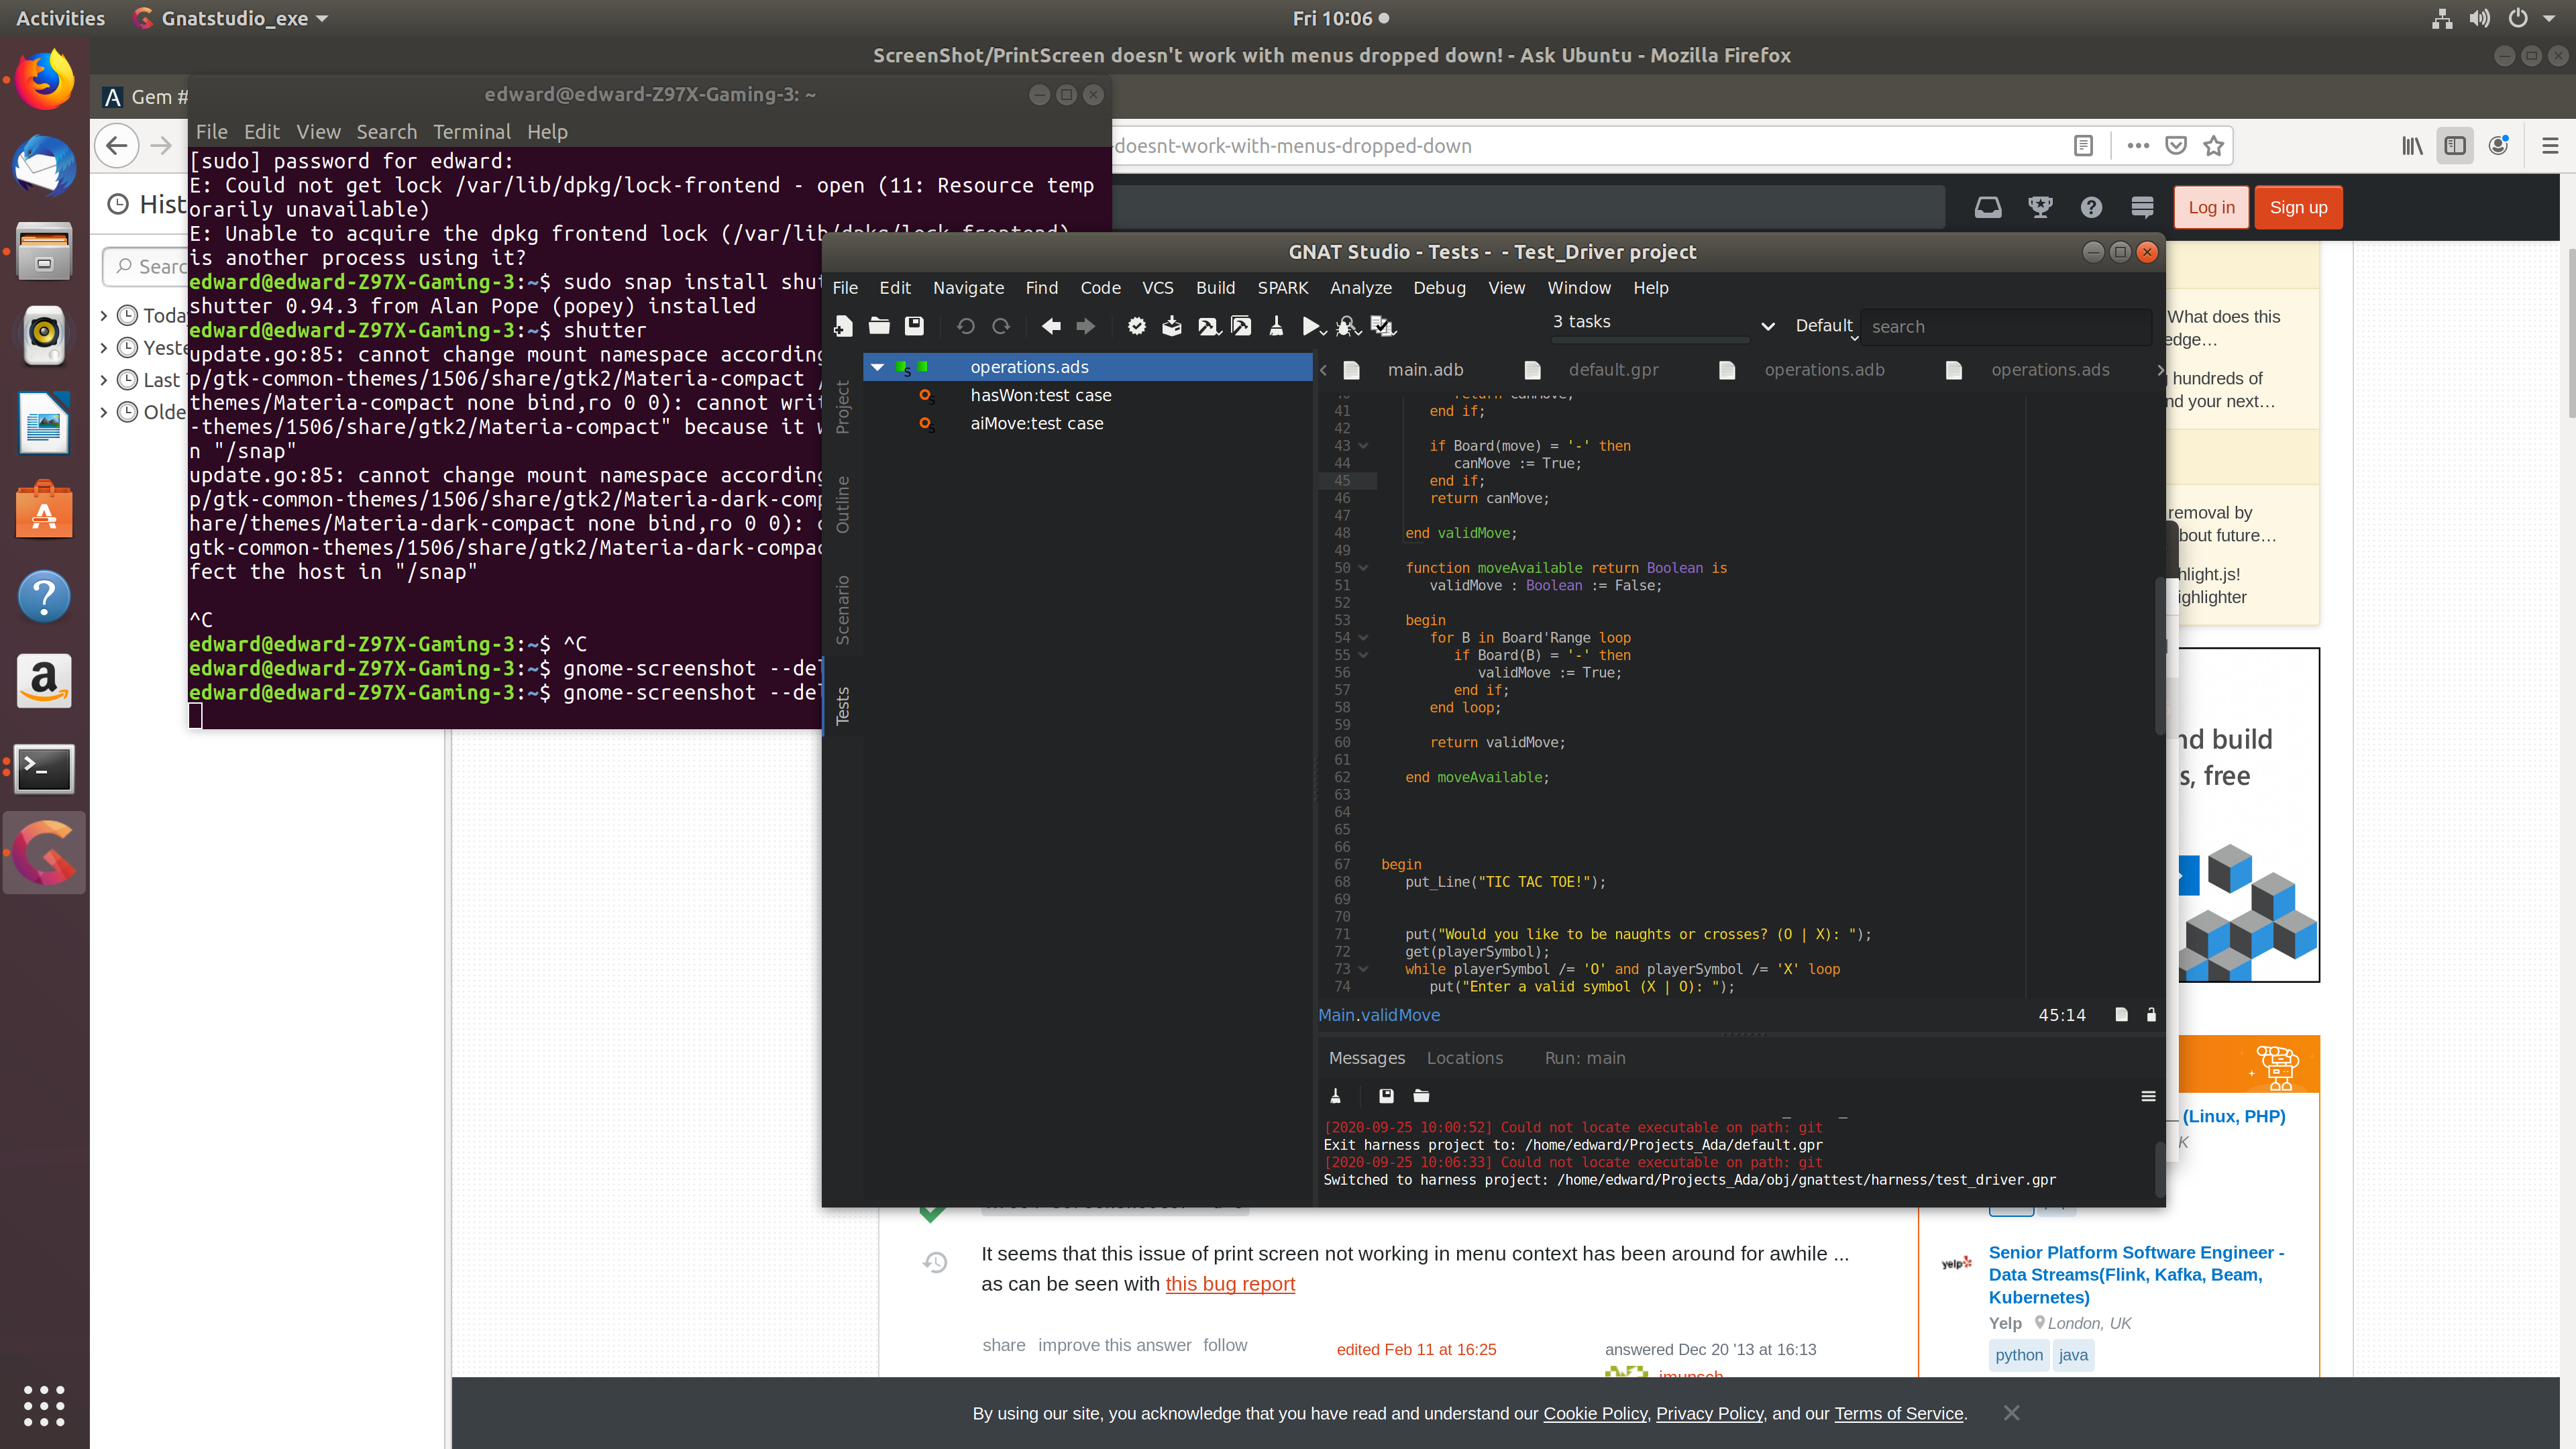 Activities
Gnatstudio_exe
Fri 10:06
ScreenShot/PrintScreen doesn't work with menus dropped down! - Ask Ubuntu - Mozilla Firefox
Gem #
-doesnt-work-with-menus-dropped-down
Log in
Sign up
edward@edward-Z97X-Gaming-3: ~
File Edit View Search Terminal Help
[sudo] password for edward:
E: Could not get lock /var/lib/dpkg/lock-frontend - open (11: Resource temp
orarily unavailable)
E: Unable to acquire the dpkg frontend lock (/var/lib/dpkg/lock-frontend),
is another process using it?
edward@edward-Z97X-Gaming-3:~$ sudo snap install shut
shutter 0.94.3 from Alan Pope (popey) installed
edward@edward-Z97X-Gaming-3:~$ shutter
update.go:85: cannot change mount namespace according
p/gtk-common-themes/1506/share/gtk2/Materia-compact /
themes/Materia-compact none bind,ro 0 0): cannot writ
-themes/1506/share/gtk2/Materia-compact" because it w
n "/snap"
update.go:85: cannot change mount namespace according
p/gtk-common-themes/1506/share/gtk2/Materia-dark-comp
hare/themes/Materia-dark-compact none bind,ro 0 0): c
gtk-common-themes/1506/share/gtk2/Materia-dark-compac
fect the host in "/snap"
^C
edward@edward-Z97X-Gaming-3:~$ ^C
edward@edward-Z97X-Gaming-3:~$ gnome-screenshot --del
edward@edward-Z97X-Gaming-3:~$ gnome-screenshot --del
Hist
Searc
Toda
Yeste
Last
Olde
GNAT Studio - Tests -  - Test_Driver project
File Edit Navigate Find Code VCS Build SPARK Analyze Debug View Window Help
3 tasks
Default
search
Project
Outline
Scenario
Tests
operations.ads
hasWon:test case
aiMove:test case
main.adb
default.gpr
operations.adb
operations.ads
40 return canMove;
41 end if;
42
43 if Board(move) = '-' then
44 canMove := True;
45 end if;
46 return canMove;
47
48 end validMove;
49
50 function moveAvailable return Boolean is
51 validMove : Boolean := False;
52
53 begin
54 for B in Board'Range loop
55 if Board(B) = '-' then
56 validMove := True;
57 end if;
58 end loop;
59
60 return validMove;
61
62 end moveAvailable;
63
64
65
66
67 begin
68 put_Line("TIC TAC TOE!");
69
70
71 put("Would you like to be naughts or crosses? (O | X): ");
72 get(playerSymbol);
73 while playerSymbol /= 'O' and playerSymbol /= 'X' loop
74 put("Enter a valid symbol (X | O): ");
Main.validMove
45:14
Messages
Locations
Run: main
[2020-09-25 10:00:52] Could not locate executable on path: git
Exit harness project to: /home/edward/Projects_Ada/default.gpr
[2020-09-25 10:06:33] Could not locate executable on path: git
Switched to harness project: /home/edward/Projects_Ada/obj/gnattest/harness/test_driver.gpr
What does this
edge…
hundreds of
nd your next…
removal by
bout future…
hlight.js!
ighlighter
nd build
s, free
(Linux, PHP)
K
It seems that this issue of print screen not working in menu context has been around for awhile ...
as can be seen with this bug report
share improve this answer follow
edited Feb 11 at 16:25
answered Dec 20 '13 at 16:13
jmunsch
yelp
Senior Platform Software Engineer -
Data Streams(Flink, Kafka, Beam,
Kubernetes)
Yelp London, UK
python java
By using our site, you acknowledge that you have read and understand our Cookie Policy, Privacy Policy, and our Terms of Service.